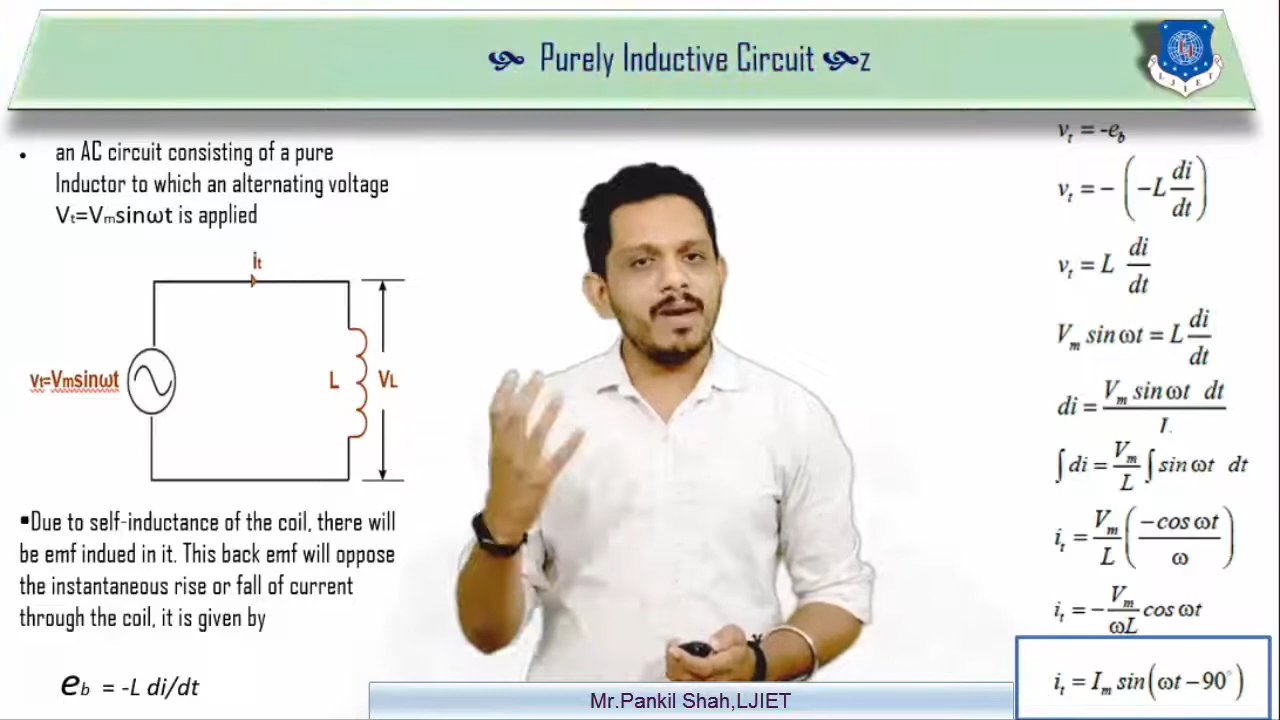 Purely Inductive Circuit z
LJIET
• an AC circuit consisting of a pure
Inductor to which an alternating voltage
Vt=Vmsinωt is applied
it
vt=Vmsinωt
L
VL
▪Due to self-inductance of the coil, there will
be emf indued in it. This back emf will oppose
the instantaneous rise or fall of current
through the coil, it is given by
eb = -L di/dt
vt = -eb
vt = - (-L di/dt)
vt = L di/dt
Vm sin ωt = L di/dt
di = Vm sin ωt dt / L
∫ di = Vm/L ∫ sin ωt dt
it = Vm/L (-cos ωt / ω)
it = - Vm/ωL cos ωt
it = Im sin(ωt - 90°)
Mr.Pankil Shah,LJIET